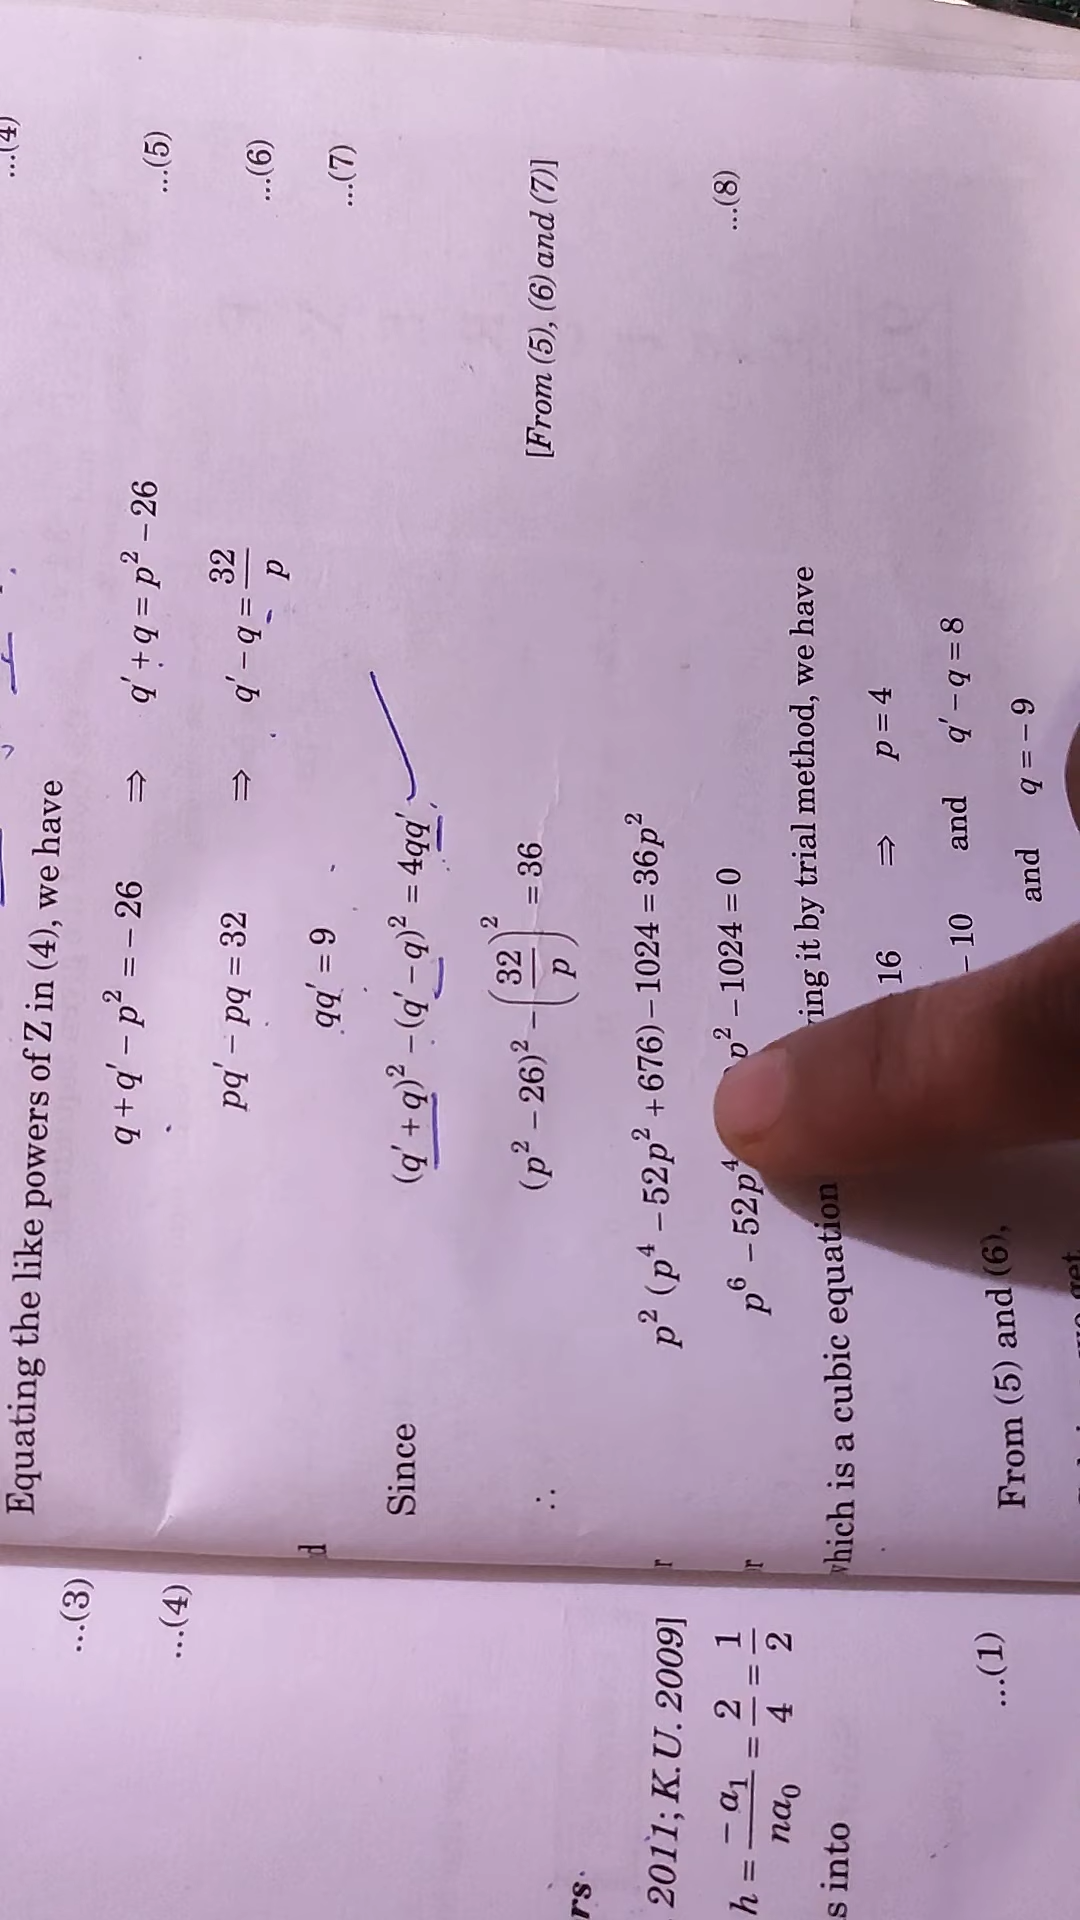 ...(4)
Equating the like powers of Z in (4), we have
q + q′ − p² = − 26 ⇒ q′ + q = p² − 26 ...(5)
pq′ − pq = 32 ⇒ q′ − q = 32/p ...(6)
d qq′ = 9 ...(7)
Since (q′ + q)² − (q′ − q)² = 4qq′
∴ (p² − 26)² − (32/p)² = 36 [From (5), (6) and (7)]
r p² (p⁴ − 52p² + 676) − 1024 = 36p²
r p⁶ − 52p⁴ p² − 1024 = 0 ...(8)
which is a cubic equation ving it by trial method, we have
16 ⇒ p = 4
From (5) and (6), − 10 and q′ − q = 8
and q = − 9
get
...(3)
...(4)
rs.
2011; K.U. 2009]
h = −a₁/na₀ = 2/4 = 1/2
s into
...(1)